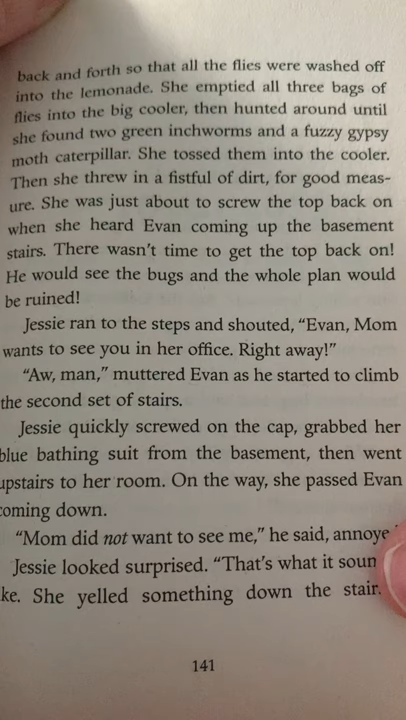 back and forth so that all the flies were washed off
into the lemonade. She emptied all three bags of
flies into the big cooler, then hunted around until
she found two green inchworms and a fuzzy gypsy
moth caterpillar. She tossed them into the cooler.
Then she threw in a fistful of dirt, for good meas-
ure. She was just about to screw the top back on
when she heard Evan coming up the basement
stairs. There wasn't time to get the top back on!
He would see the bugs and the whole plan would
be ruined!
Jessie ran to the steps and shouted, "Evan, Mom
wants to see you in her office. Right away!"
"Aw, man," muttered Evan as he started to climb
the second set of stairs.
Jessie quickly screwed on the cap, grabbed her
blue bathing suit from the basement, then went
upstairs to her room. On the way, she passed Evan
coming down.
"Mom did not want to see me," he said, annoye
Jessie looked surprised. "That's what it soun
ke. She yelled something down the stair
141